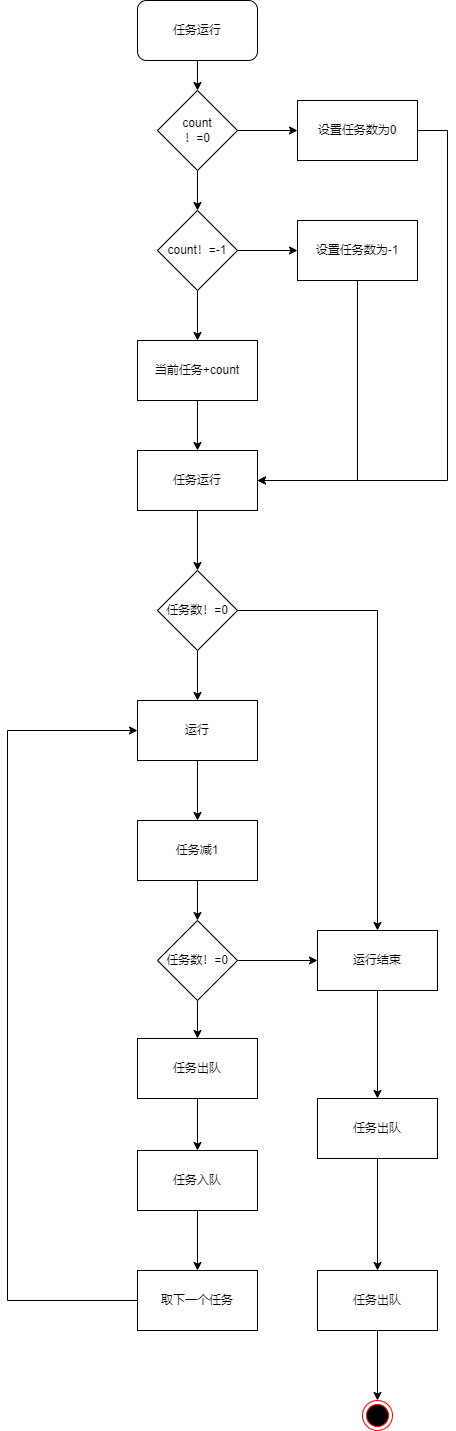 任务运行
count
！=0
设置任务数为0
count！=-1
设置任务数为-1
当前任务+count
任务运行
任务数！=0
运行
任务减1
任务数！=0
运行结束
任务出队
任务出队
任务入队
取下一个任务
任务出队